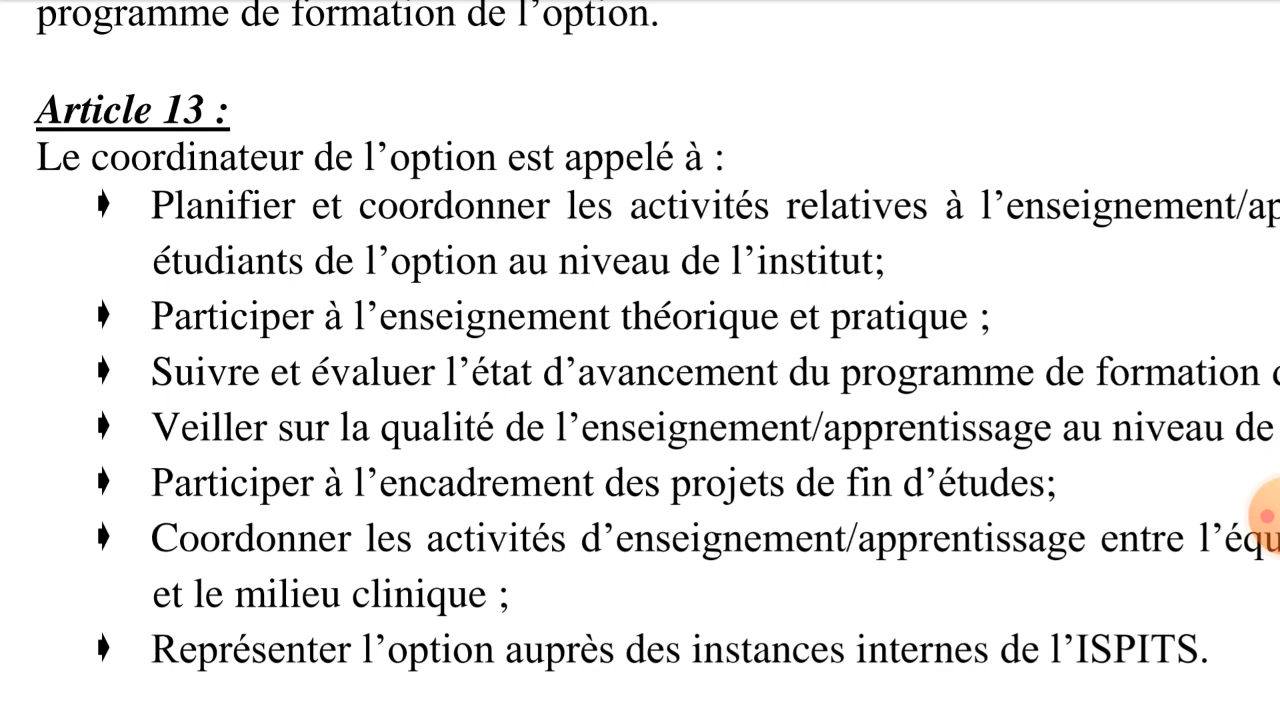 programme de formation de l’option.
Article 13 :
Le coordinateur de l’option est appelé à :
Planifier et coordonner les activités relatives à l’enseignement/ap
étudiants de l’option au niveau de l’institut;
Participer à l’enseignement théorique et pratique ;
Suivre et évaluer l’état d’avancement du programme de formation
Veiller sur la qualité de l’enseignement/apprentissage au niveau de
Participer à l’encadrement des projets de fin d’études;
Coordonner les activités d’enseignement/apprentissage entre l’équ
et le milieu clinique ;
Représenter l’option auprès des instances internes de l’ISPITS.